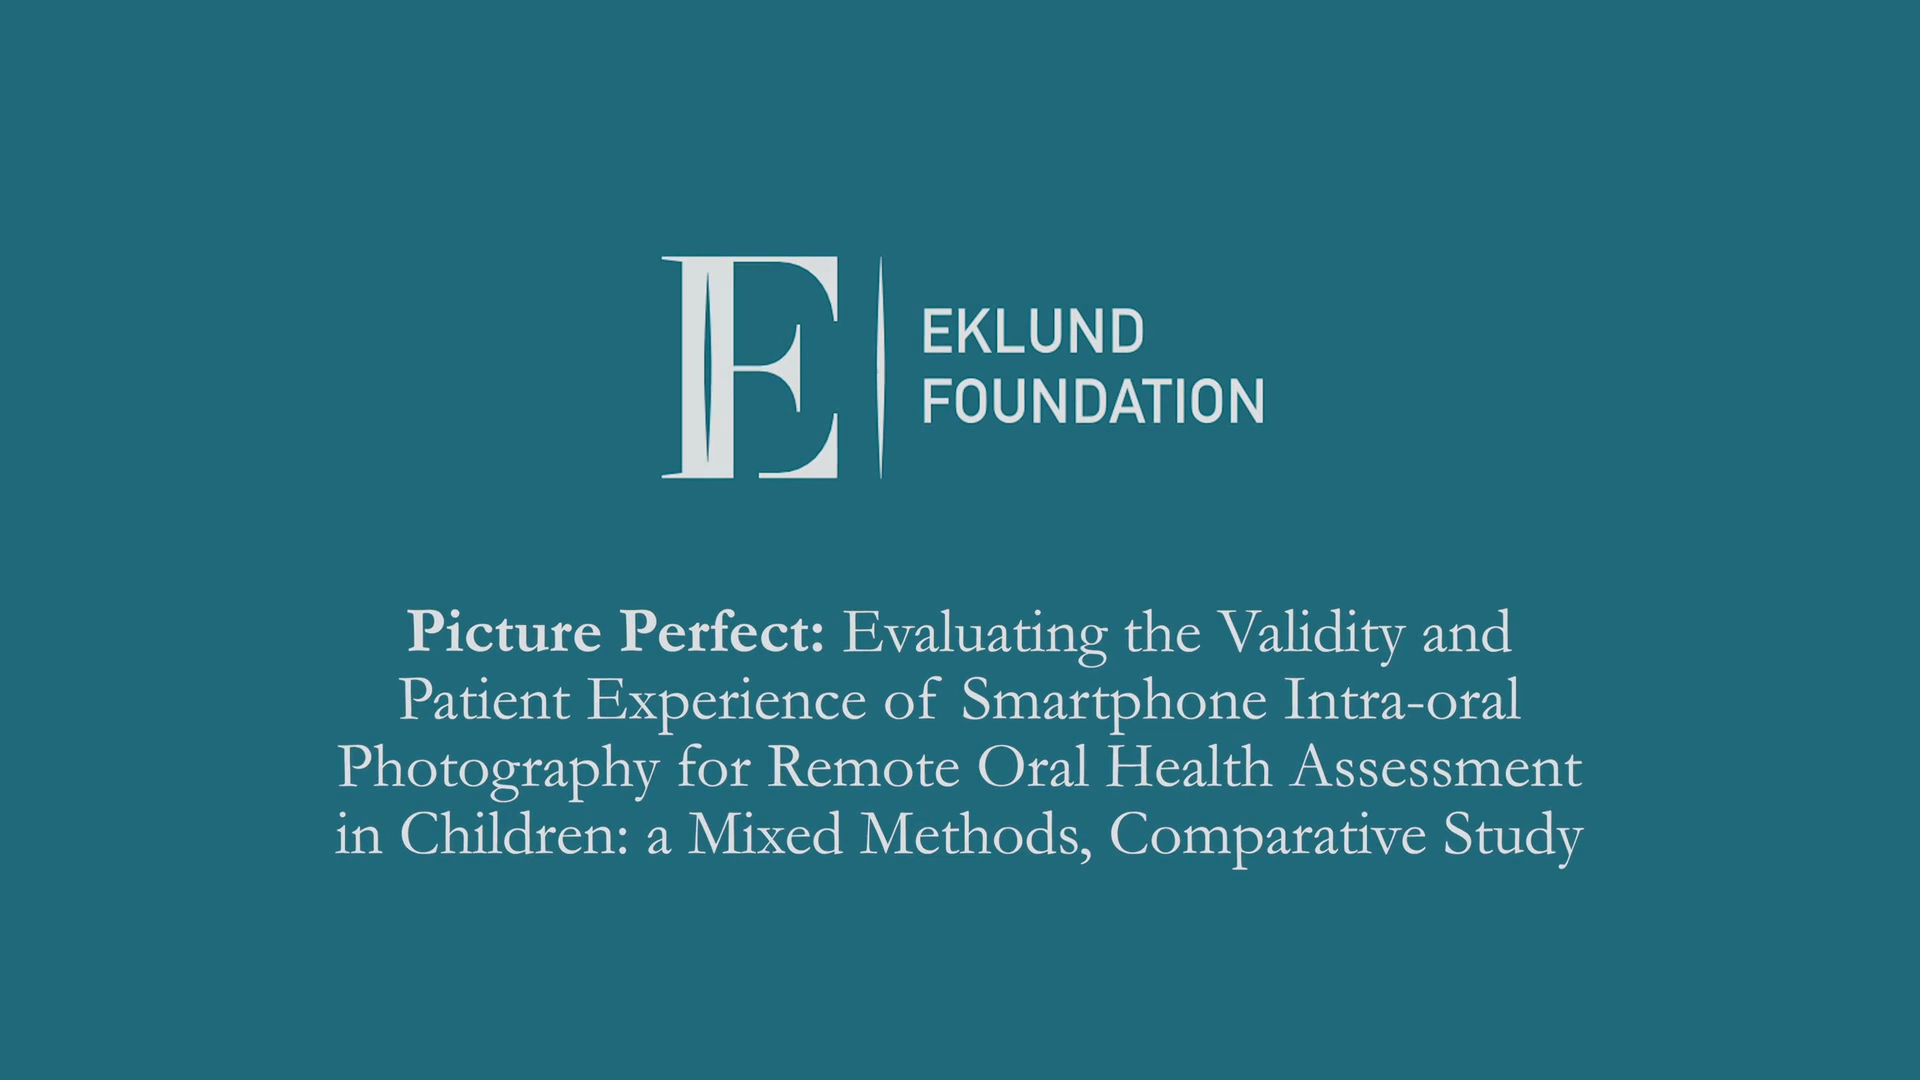 E
EKLUND
FOUNDATION
Picture Perfect: Evaluating the Validity and
Patient Experience of Smartphone Intra-oral
Photography for Remote Oral Health Assessment
in Children: a Mixed Methods, Comparative Study